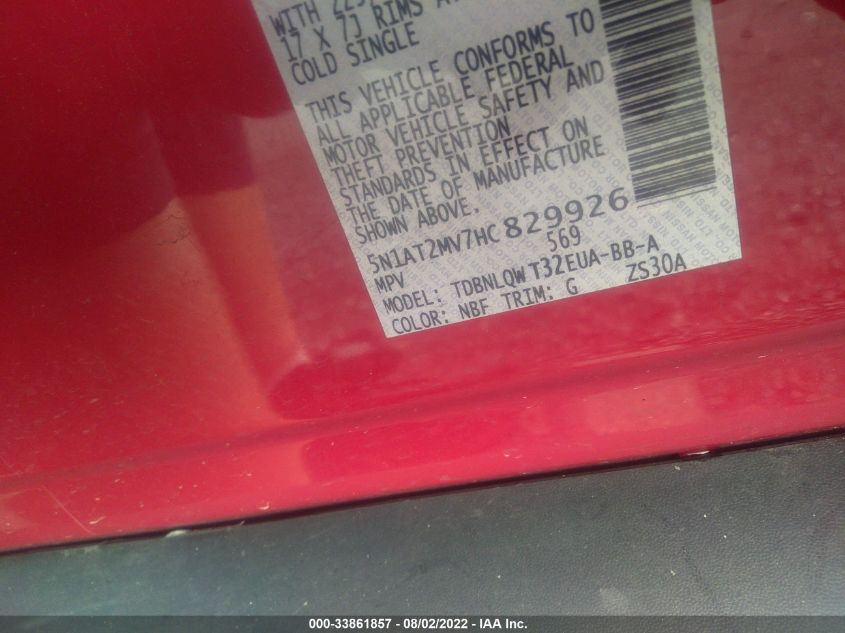 WITH
17 X 7J RIMS
COLD SINGLE
THIS VEHICLE CONFORMS TO
ALL APPLICABLE FEDERAL
MOTOR VEHICLE SAFETY AND
THEFT PREVENTION
STANDARDS IN EFFECT ON
THE DATE OF MANUFACTURE
SHOWN ABOVE.
5N1AT2MV7HC829926
MPV 569
MODEL: TDBNLQWT32EUA-BB-A
COLOR: NBF TRIM: G ZS30A
000-33861857 - 08/02/2022 - IAA Inc.